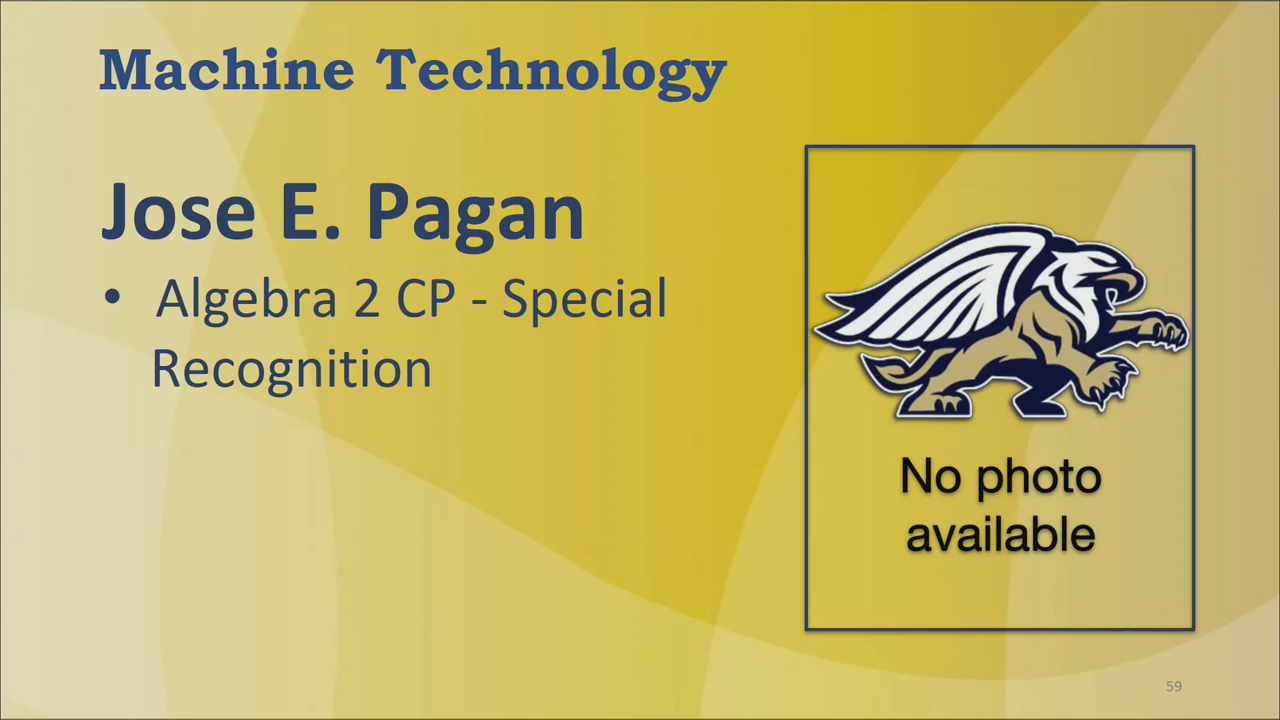 Machine Technology
Jose E. Pagan
• Algebra 2 CP - Special
Recognition
No photo
available
59